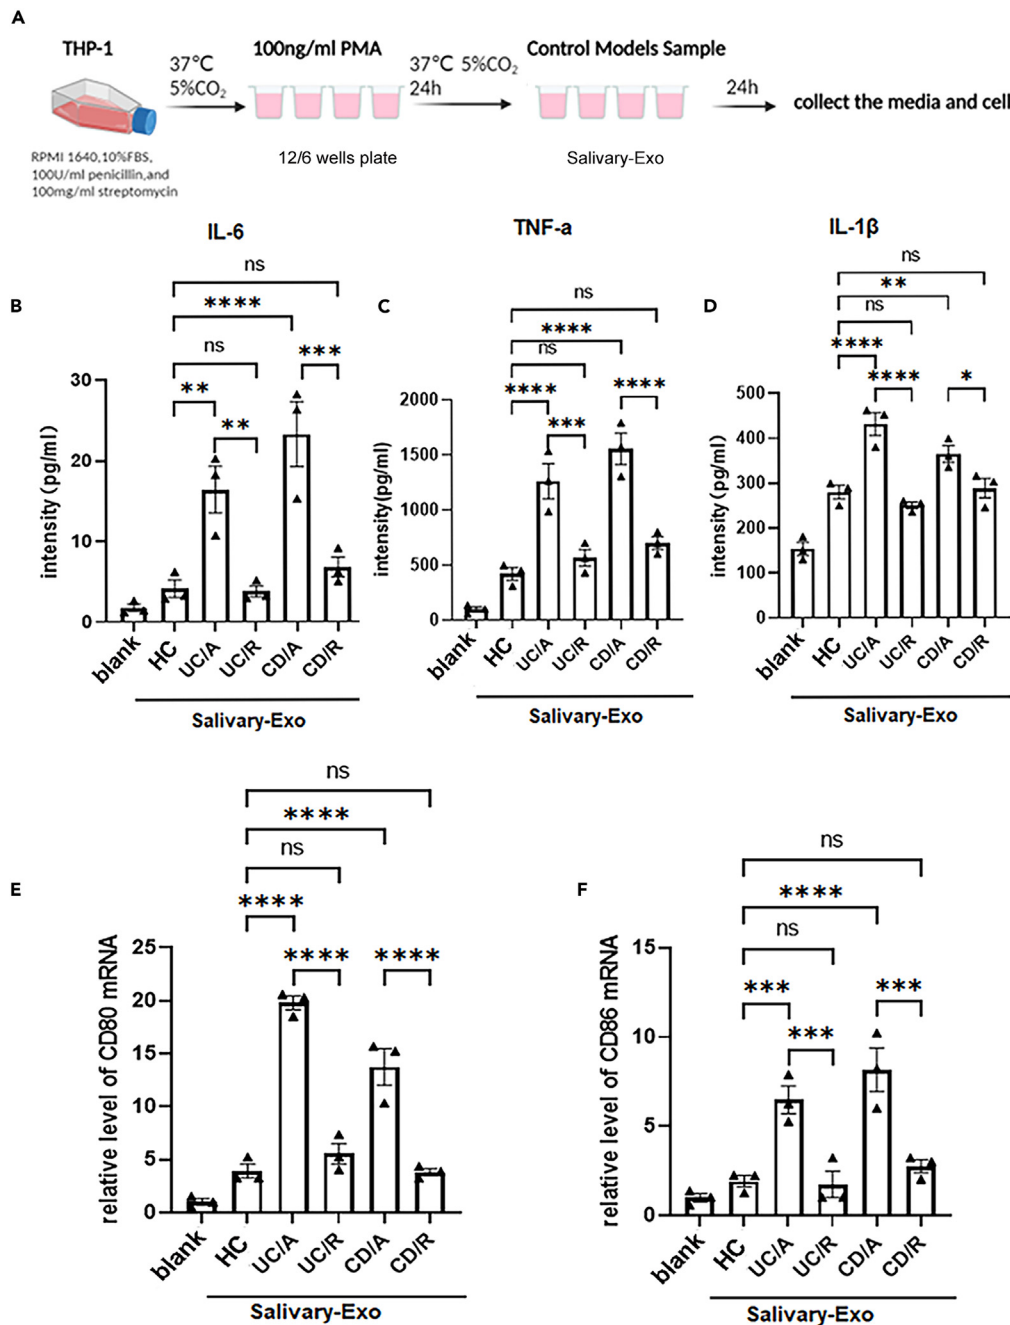 A
THP-1
37°C
5%CO₂
100ng/ml PMA
37°C 5%CO₂
24h
Control Models Sample
24h
collect the media and cell
RPMI 1640,10%FBS,
100U/ml penicillin,and
100mg/ml streptomycin
12/6 wells plate
Salivary-Exo
B
IL-6
ns
****
ns
***
**
**
intensity (pg/ml)
30
20
10
0
blank
HC
UC/A
UC/R
CD/A
CD/R
Salivary-Exo
C
TNF-a
ns
****
ns
****
****
***
intensity(pg/ml)
2000
1500
1000
500
0
blank
HC
UC/A
UC/R
CD/A
CD/R
Salivary-Exo
D
IL-1β
ns
**
ns
****
****
*
intensity (pg/ml)
500
400
300
200
100
0
blank
HC
UC/A
UC/R
CD/A
CD/R
Salivary-Exo
E
ns
****
ns
****
****
****
relative level of CD80 mRNA
25
20
15
10
5
0
blank
HC
UC/A
UC/R
CD/A
CD/R
Salivary-Exo
F
ns
****
ns
***
***
***
relative level of CD86 mRNA
15
10
5
0
blank
HC
UC/A
UC/R
CD/A
CD/R
Salivary-Exo